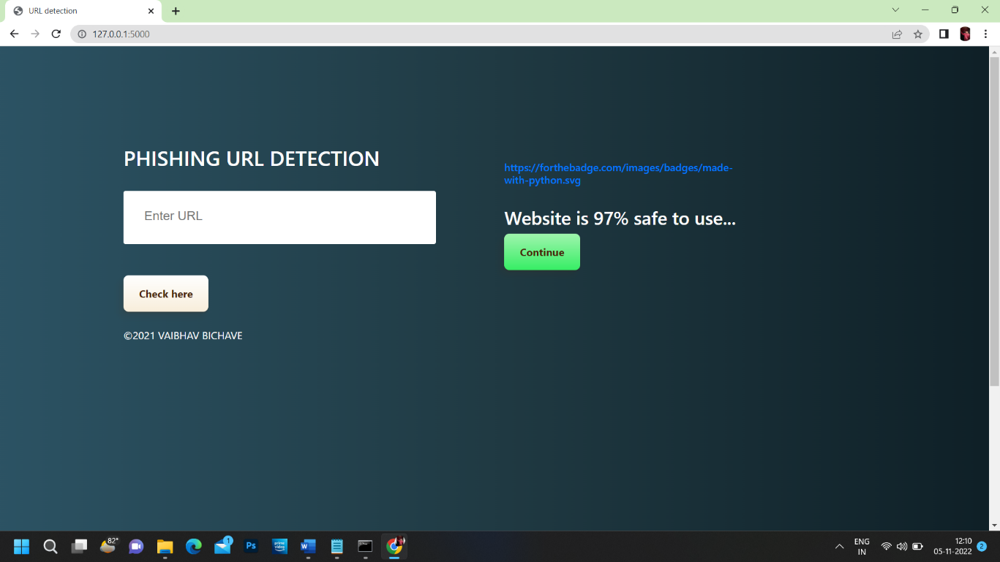 URL detection
127.0.0.1:5000
PHISHING URL DETECTION
Enter URL
Check here
©2021 VAIBHAV BICHAVE
https://forthebadge.com/images/badges/made-
with-python.svg
Website is 97% safe to use...
Continue
82°
1
Ps
prime
video
W
ENG
IN
12:10
05-11-2022
2